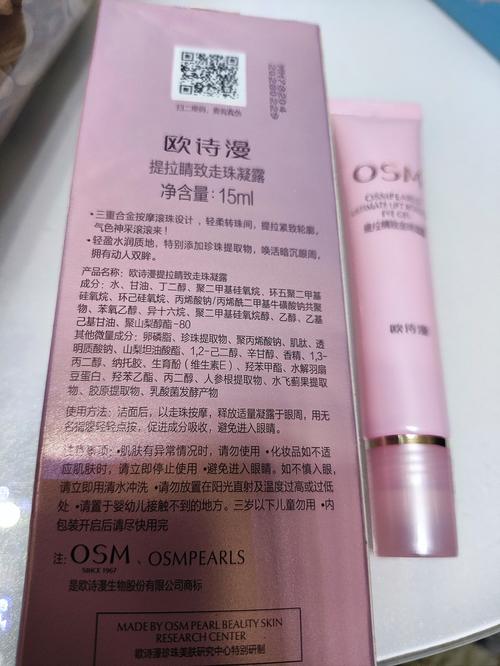 扫二维码，查询真伪
欧诗漫
提拉睛致走珠凝露
净含量：15ml
•三重合金按摩滚珠设计，轻柔转珠间，提拉紧致轮廓，
气色神采滚滚来！
•轻盈水润质地，特别添加珍珠提取物，唤活暗沉眼周，
拥有动人双眸。
产品名称：欧诗漫提拉睛致走珠凝露
成分：水、甘油、丁二醇、聚二甲基硅氧烷、环五聚二甲基
硅氧烷、环己硅氧烷、丙烯酸钠/丙烯酰二甲基牛磺酸钠共聚
物、苯氧乙醇、异十六烷、聚二甲基硅氧烷醇、乙醇、乙基
己基甘油、聚山梨醇酯-80
其他微量成分：卵磷脂、珍珠提取物、聚丙烯酸钠、肌肽、透
明质酸钠、山梨坦油酸酯、1,2-己二醇、辛甘醇、香精、1,3-
丙二醇、纳托胶、生育酚（维生素E）、羟苯甲酯、水解羽扇
豆蛋白、羟苯乙酯、丙二醇、人参根提取物、水飞蓟果提取
物、胶原提取物、乳酸菌发酵产物
使用方法：洁面后，以走珠按摩，释放适量凝露于眼周，用无
名指轻轻点按，促进成分吸收，避免进入眼睛。
注意事项：•肌肤有异常情况时，请勿使用•化妆品如不适
应肌肤时，请立即停止使用•避免进入眼睛。如不慎入眼，
请立即用清水冲洗•请勿放置在阳光直射及温度过高或过低
处•请置于婴幼儿接触不到的地方。三岁以下儿童勿用•内
包装开启后请尽快用完
注：OSM、OSMPEARLS
SINCE 1967
是欧诗漫生物股份有限公司商标
MADE BY OSM PEARL BEAUTY SKIN
RESEARCH CENTER
欧诗漫珍珠美肤研究中心特别研制
OSM
OSMPEARLS
EYE GEL
欧诗漫